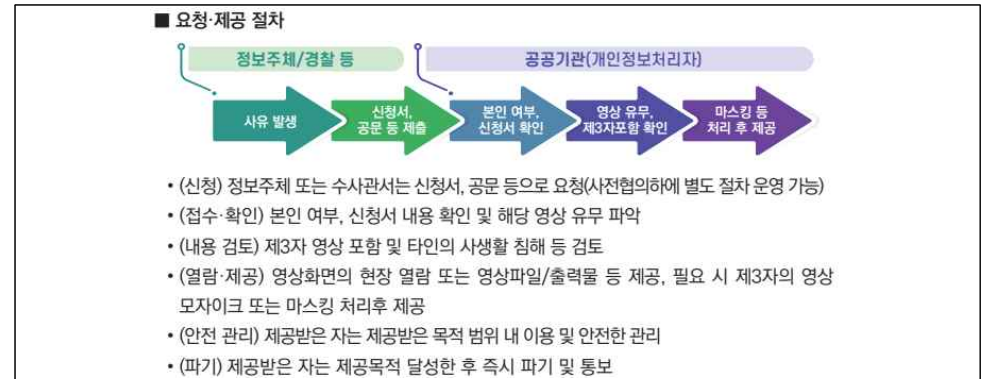 ■ 요청·제공 절차
정보주체/경찰 등
공공기관(개인정보처리자)
사유 발생
신청서,
공문 등 제출
본인 여부,
신청서 확인
영상 유무,
제3자포함 확인
마스킹 등
처리 후 제공
• (신청) 정보주체 또는 수사관서는 신청서, 공문 등으로 요청(사전협의하에 별도 절차 운영 가능)
• (접수·확인) 본인 여부, 신청서 내용 확인 및 해당 영상 유무 파악
• (내용 검토) 제3자 영상 포함 및 타인의 사생활 침해 등 검토
• (열람·제공) 영상화면의 현장 열람 또는 영상파일/출력물 등 제공, 필요 시 제3자의 영상
모자이크 또는 마스킹 처리후 제공
• (안전 관리) 제공받은 자는 제공받은 목적 범위 내 이용 및 안전한 관리
• (파기) 제공받은 자는 제공목적 달성한 후 즉시 파기 및 통보